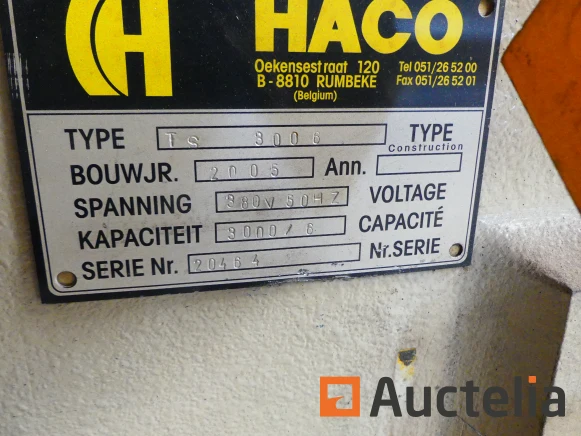 HACO
Oekensestraat 120 Tel 051/26 52 00
B - 8810 RUMBEKE Fax 051/26 52 01
(Belgium)
TYPE TS 3006 TYPE
BOUWJR. 2005 Ann. Construction
SPANNING 380V 50HZ VOLTAGE
KAPACITEIT 3000/6 CAPACITÉ
SERIE Nr. 70464 Nr. SERIE
Auctelia